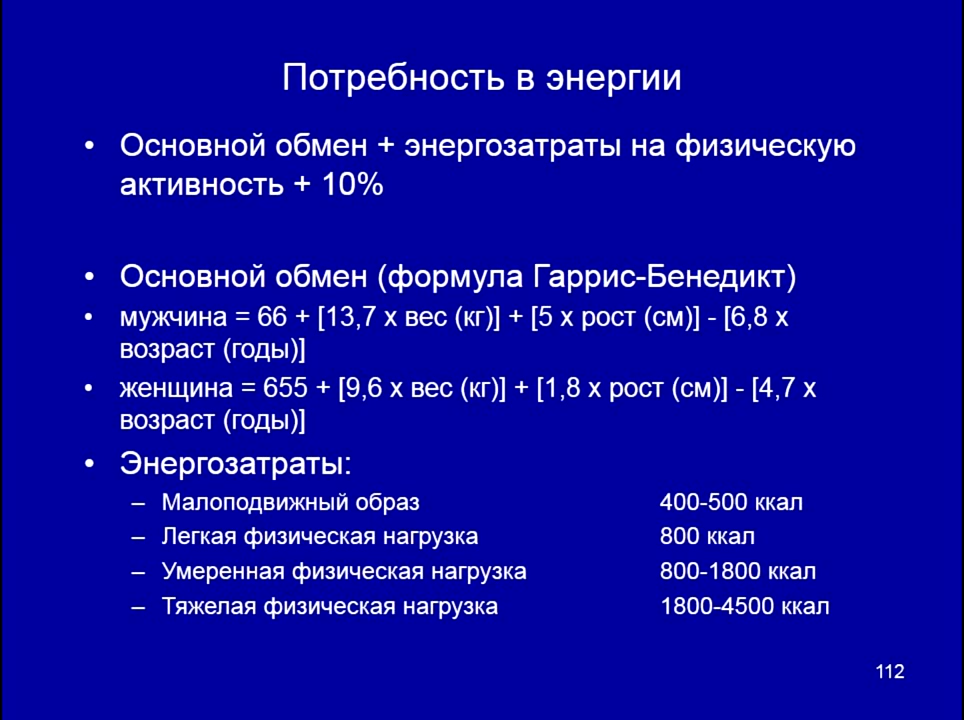 Потребность в энергии
• Основной обмен + энергозатраты на физическую
активность + 10%
• Основной обмен (формула Гаррис-Бенедикт)
• мужчина = 66 + [13,7 х вес (кг)] + [5 х рост (см)] - [6,8 х
возраст (годы)]
• женщина = 655 + [9,6 х вес (кг)] + [1,8 х рост (см)] - [4,7 х
возраст (годы)]
• Энергозатраты:
– Малоподвижный образ 400-500 ккал
– Легкая физическая нагрузка 800 ккал
– Умеренная физическая нагрузка 800-1800 ккал
– Тяжелая физическая нагрузка 1800-4500 ккал
112